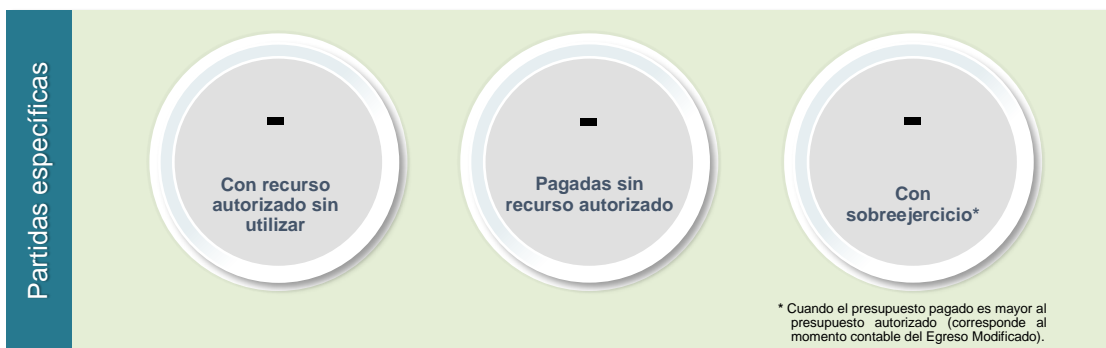 Partidas específicas
-
Con recurso
autorizado sin
utilizar
-
Pagadas sin
recurso autorizado
-
Con
sobreejercicio*
* Cuando el presupuesto pagado es mayor al
presupuesto autorizado (corresponde al
momento contable del Egreso Modificado).